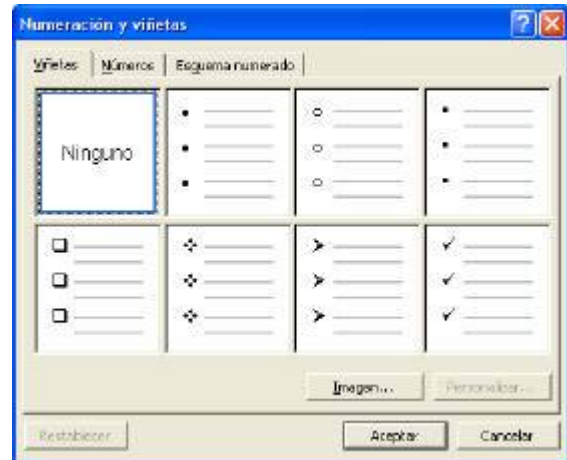 Numeración y viñetas
Viñetas Números Esquema numerado
Ninguno
Imagen... Personalizar...
Restablecer Aceptar Cancelar